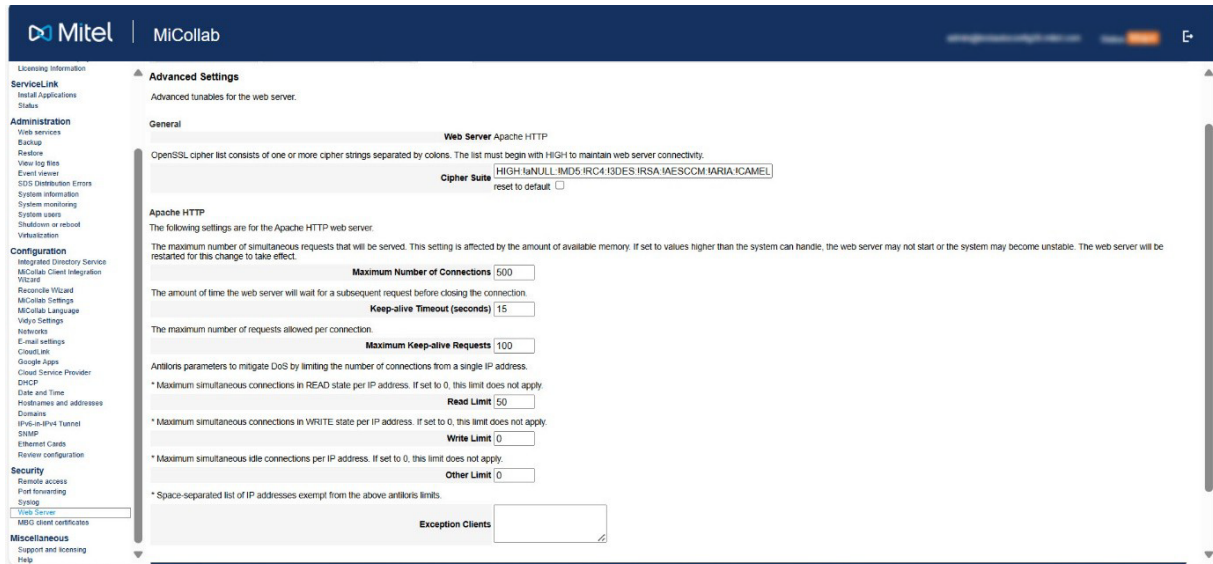 Mitel
MiCollab
Licensing Information
ServiceLink
Install Applications
Status
Administration
Web services
Backup
Restore
View log files
Event viewer
SDS Distribution Errors
System information
System monitoring
System users
Shutdown or reboot
Virtualization
Configuration
Integrated Directory Service
MiCollab Client Integration
Wizard
Reconcile Wizard
MiCollab Settings
MiCollab Language
Vidyo Settings
Networks
E-mail settings
CloudLink
Google Apps
Cloud Service Provider
DHCP
Date and Time
Hostnames and addresses
Domains
IPv6-in-IPv4 Tunnel
SNMP
Ethernet Cards
Review configuration
Security
Remote access
Port forwarding
Syslog
Web Server
MBG client certificates
Miscellaneous
Support and licensing
Help
Advanced Settings
Advanced tunables for the web server.
General
Web Server Apache HTTP
OpenSSL cipher list consists of one or more cipher strings separated by colons. The list must begin with HIGH to maintain web server connectivity.
Cipher Suite HIGH:!aNULL:!MD5:!RC4:!3DES:!RSA:!AESCCM:!ARIA:!CAMEL
reset to default
Apache HTTP
The following settings are for the Apache HTTP web server.
The maximum number of simultaneous requests that will be served. This setting is affected by the amount of available memory. If set to values higher than the system can handle, the web server may not start or the system may become unstable. The web server will be
restarted for this change to take effect.
Maximum Number of Connections 500
The amount of time the web server will wait for a subsequent request before closing the connection.
Keep-alive Timeout (seconds) 15
The maximum number of requests allowed per connection.
Maximum Keep-alive Requests 100
Antiloris parameters to mitigate DoS by limiting the number of connections from a single IP address.
* Maximum simultaneous connections in READ state per IP address. If set to 0, this limit does not apply.
Read Limit 50
* Maximum simultaneous connections in WRITE state per IP address. If set to 0, this limit does not apply.
Write Limit 0
* Maximum simultaneous idle connections per IP address. If set to 0, this limit does not apply.
Other Limit 0
* Space-separated list of IP addresses exempt from the above antiloris limits.
Exception Clients